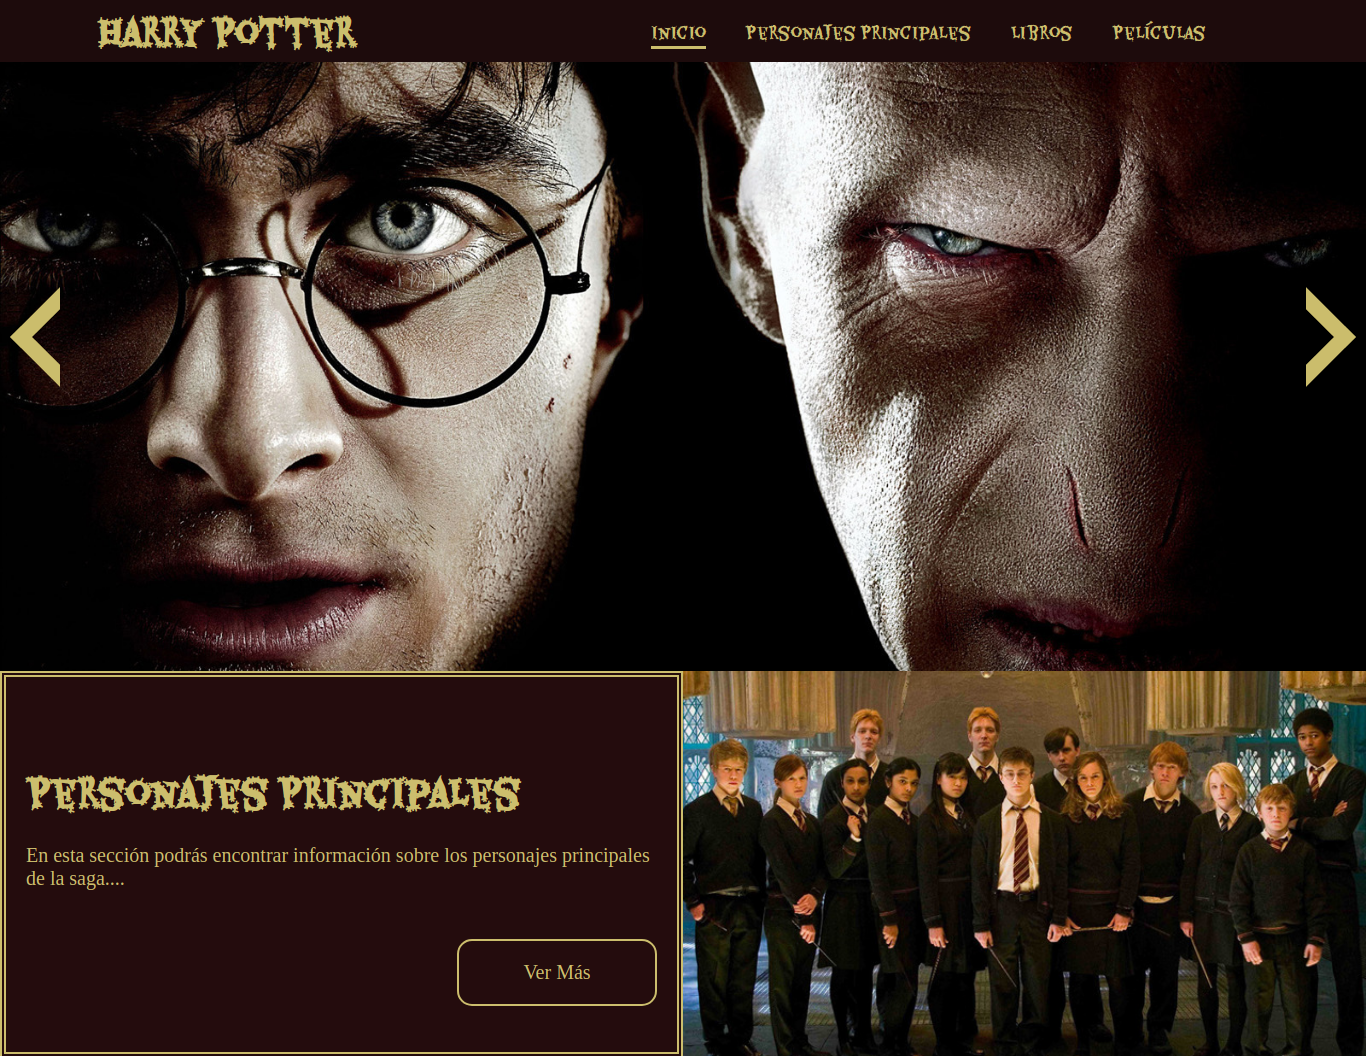 HARRY POTTER
INICIO PERSONAJES PRINCIPALES LIBROS PELÍCULAS
PERSONAJES PRINCIPALES
En esta sección podrás encontrar información sobre los personajes principales
de la saga....
Ver Más